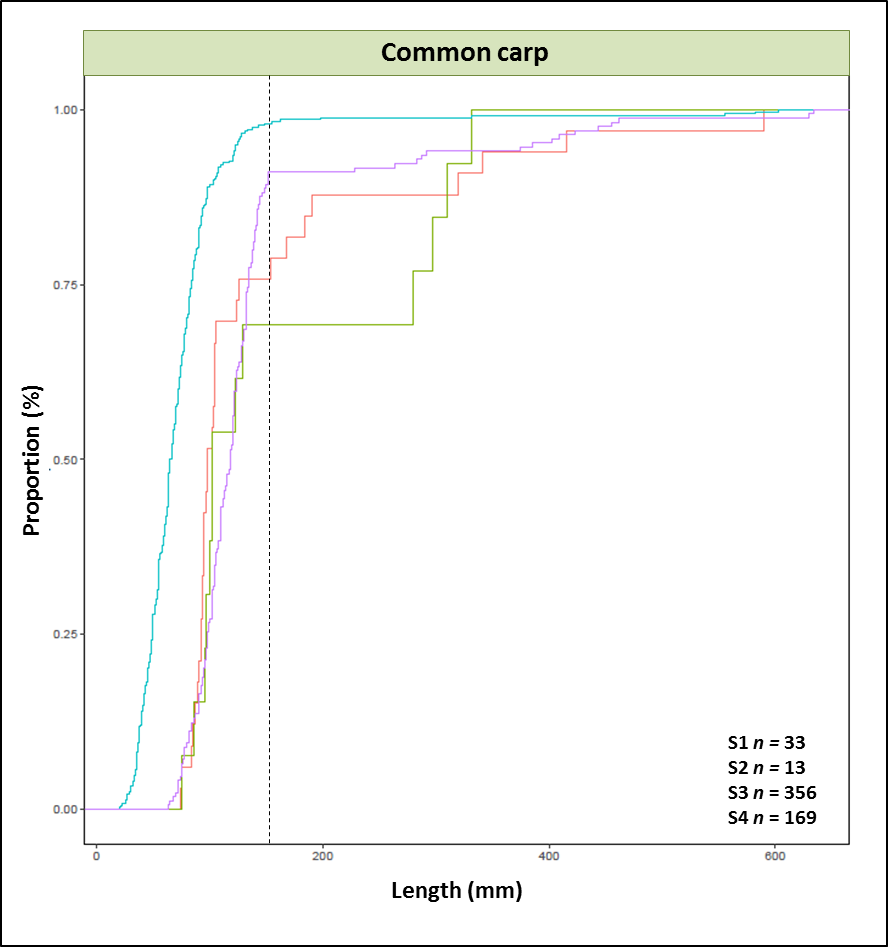 Common carp
1.00
0.75
0.50
0.25
0.00
Proportion (%)
S1 n = 33
S2 n = 13
S3 n = 356
S4 n = 169
0 200 400 600
Length (mm)